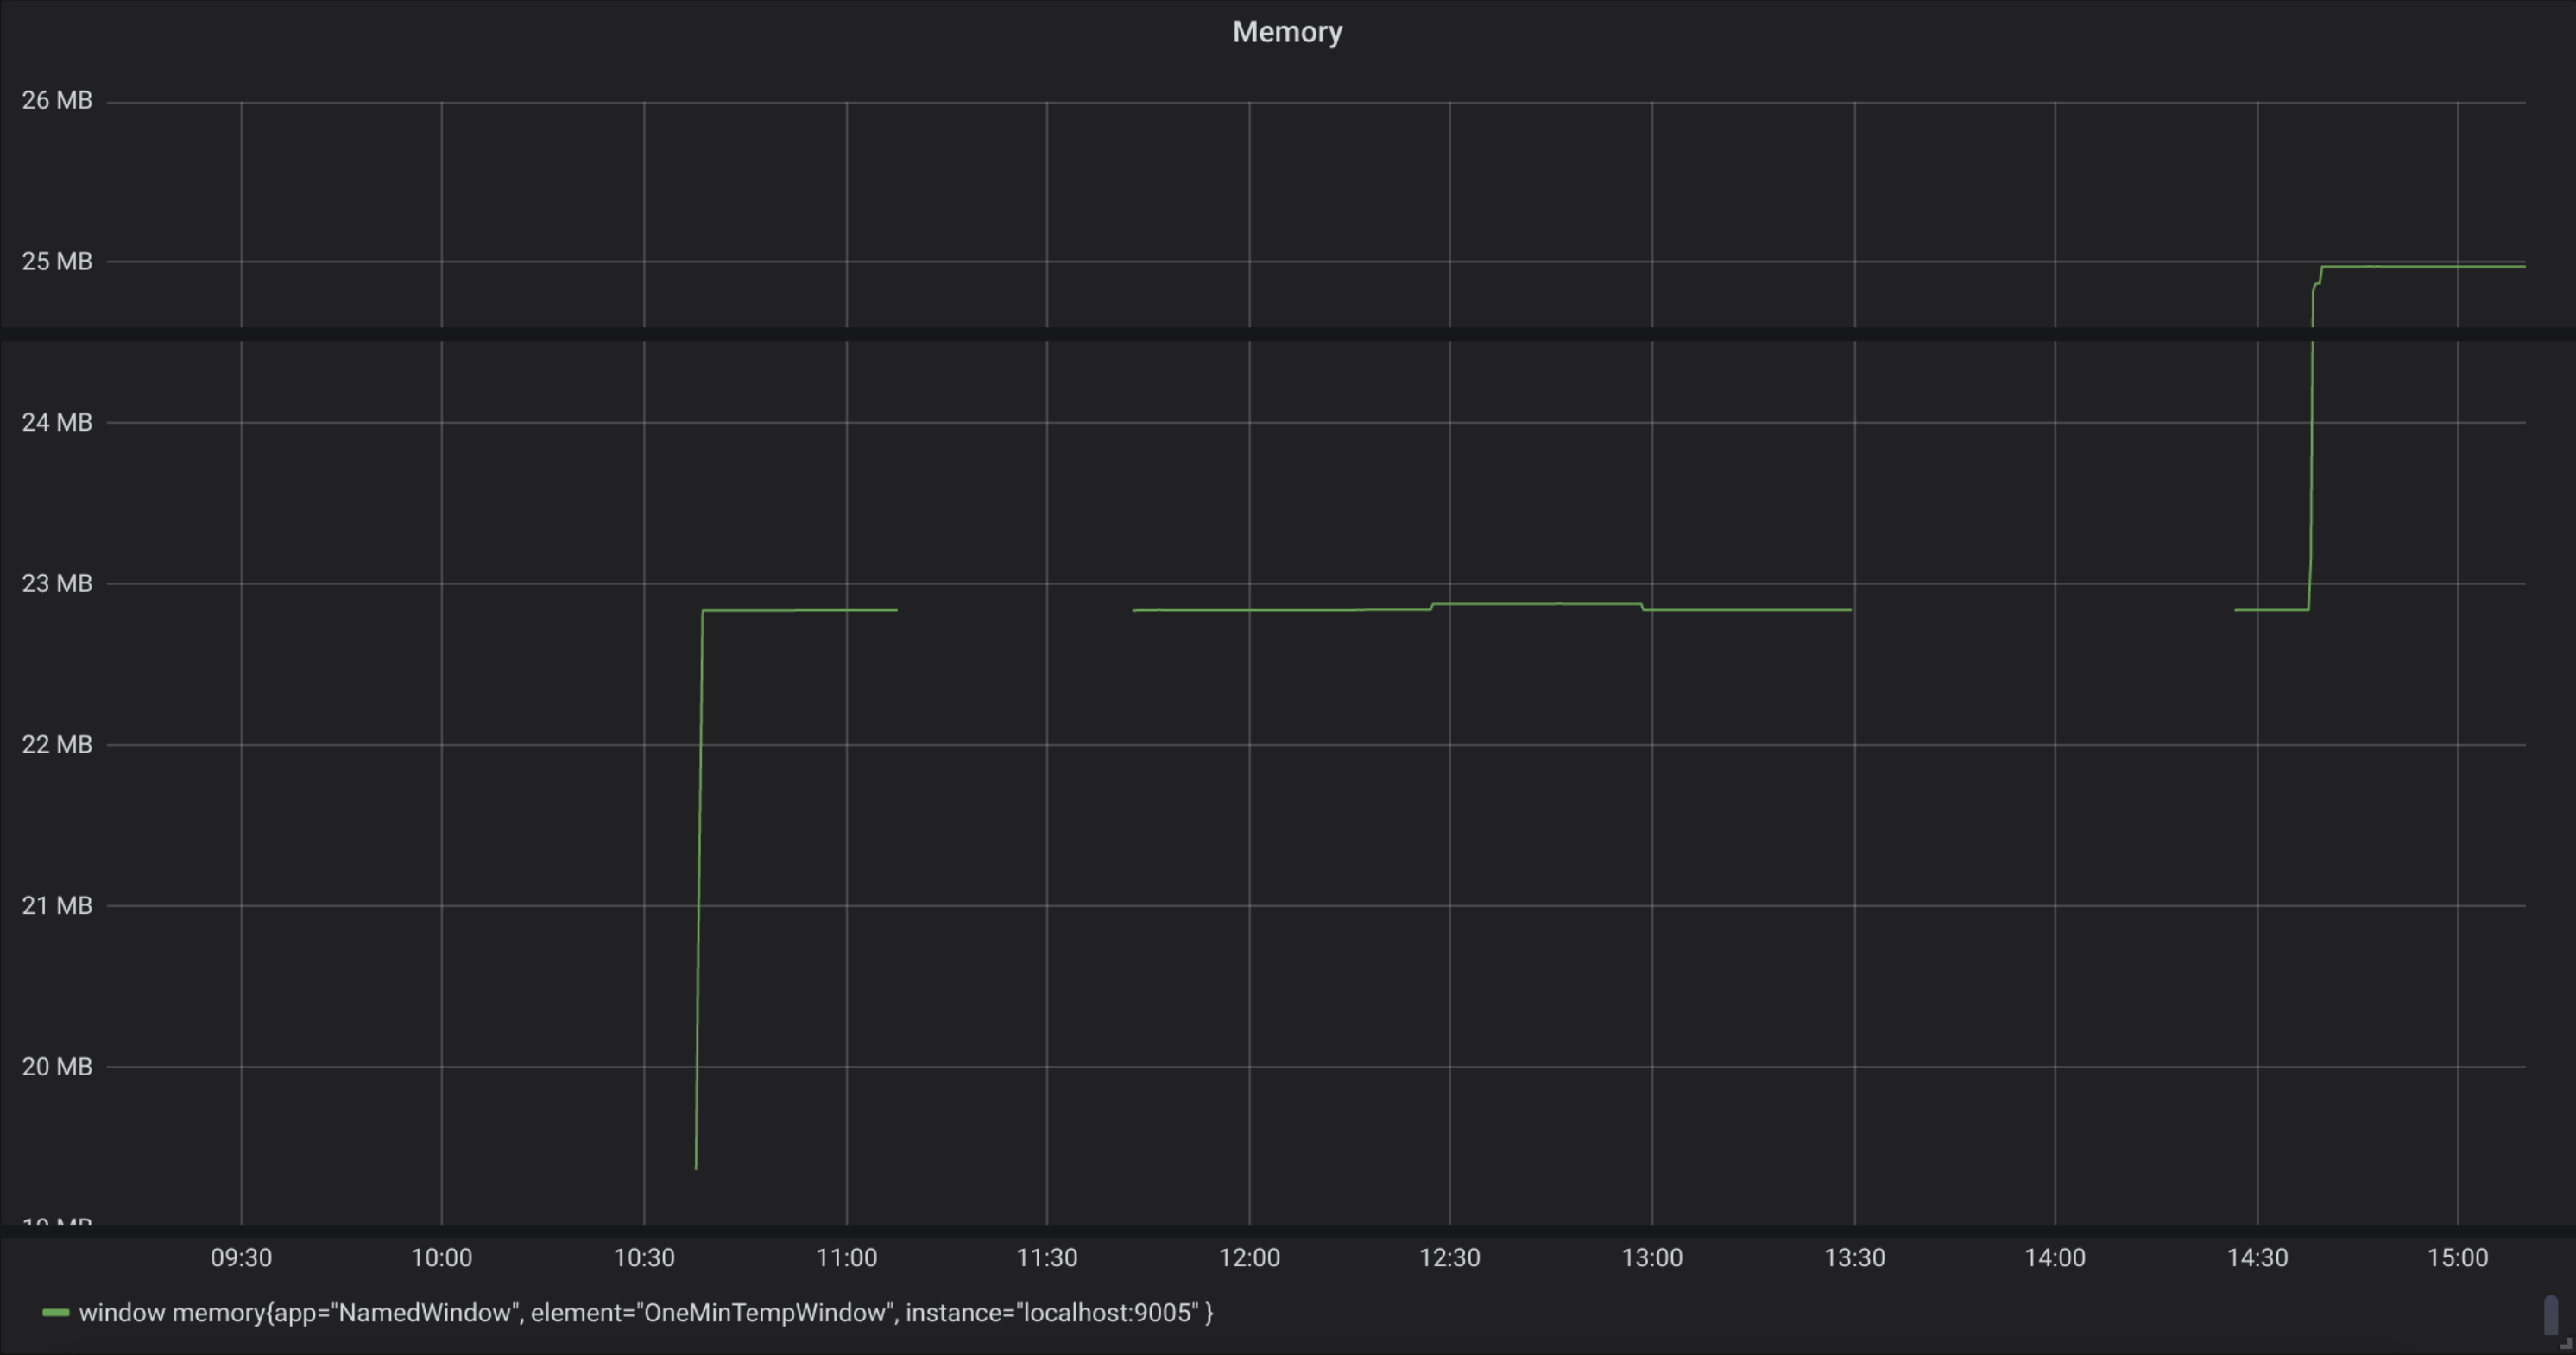 Memory
26 MB
25 MB
24 MB
23 MB
22 MB
21 MB
20 MB
09:30 10:00 10:30 11:00 11:30 12:00 12:30 13:00 13:30 14:00 14:30 15:00
window memory{app="NamedWindow", element="OneMinTempWindow", instance="localhost:9005" }